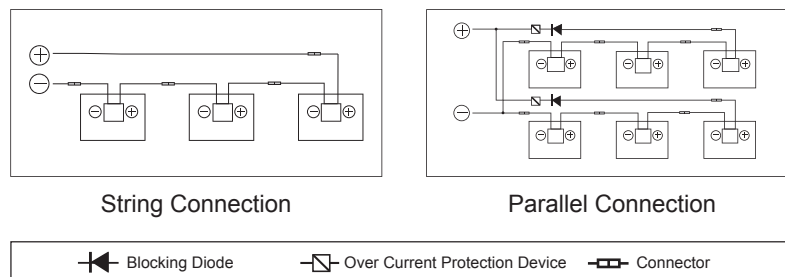 String Connection
Parallel Connection
Blocking Diode
Over Current Protection Device
Connector